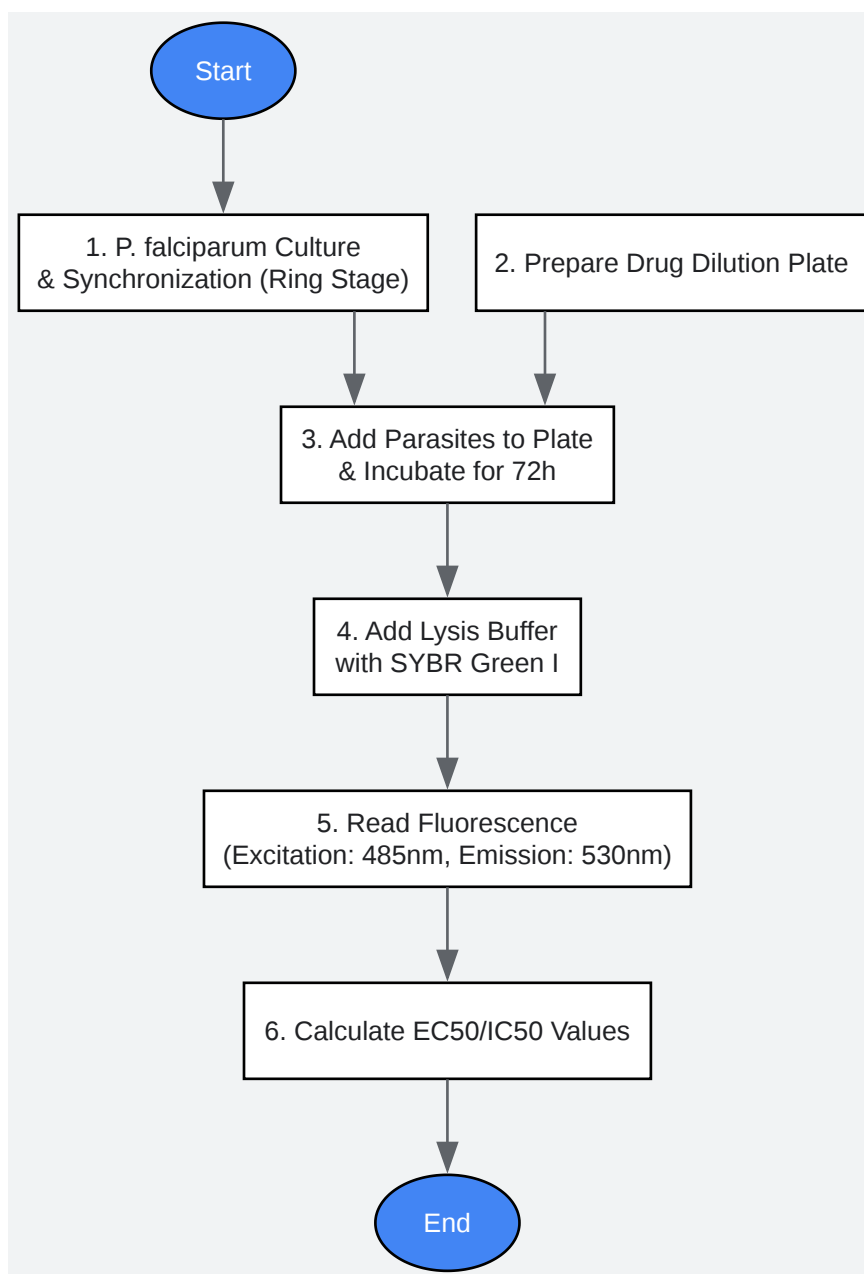 Start
1. P. falciparum Culture
& Synchronization (Ring Stage)
2. Prepare Drug Dilution Plate
3. Add Parasites to Plate
& Incubate for 72h
4. Add Lysis Buffer
with SYBR Green I
5. Read Fluorescence
(Excitation: 485nm, Emission: 530nm)
6. Calculate EC50/IC50 Values
End